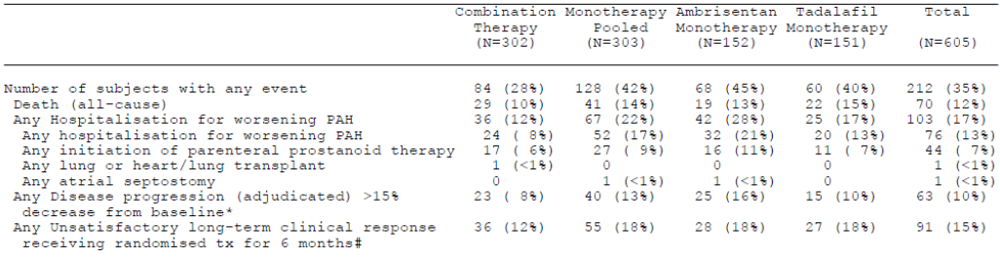 Combination Monotherapy Ambrisentan Tadalafil Total
Therapy Pooled Monotherapy Monotherapy
(N=302) (N=303) (N=152) (N=151) (N=605)
Number of subjects with any event 84 (28%) 128 (42%) 68 (45%) 60 (40%) 212 (35%)
Death (all-cause) 29 (10%) 41 (14%) 19 (13%) 22 (15%) 70 (12%)
Any Hospitalisation for worsening PAH 36 (12%) 67 (22%) 42 (28%) 25 (17%) 103 (17%)
Any hospitalisation for worsening PAH 24 ( 8%) 52 (17%) 32 (21%) 20 (13%) 76 (13%)
Any initiation of parenteral prostanoid therapy 17 ( 6%) 27 ( 9%) 16 (11%) 11 ( 7%) 44 ( 7%)
Any lung or heart/lung transplant 1 (<1%) 0 0 0 1 (<1%)
Any atrial septostomy 0 1 (<1%) 1 (<1%) 0 1 (<1%)
Any Disease progression (adjudicated) >15% 23 ( 8%) 40 (13%) 25 (16%) 15 (10%) 63 (10%)
decrease from baseline*
Any Unsatisfactory long-term clinical response 36 (12%) 55 (18%) 28 (18%) 27 (18%) 91 (15%)
receiving randomised tx for 6 months#